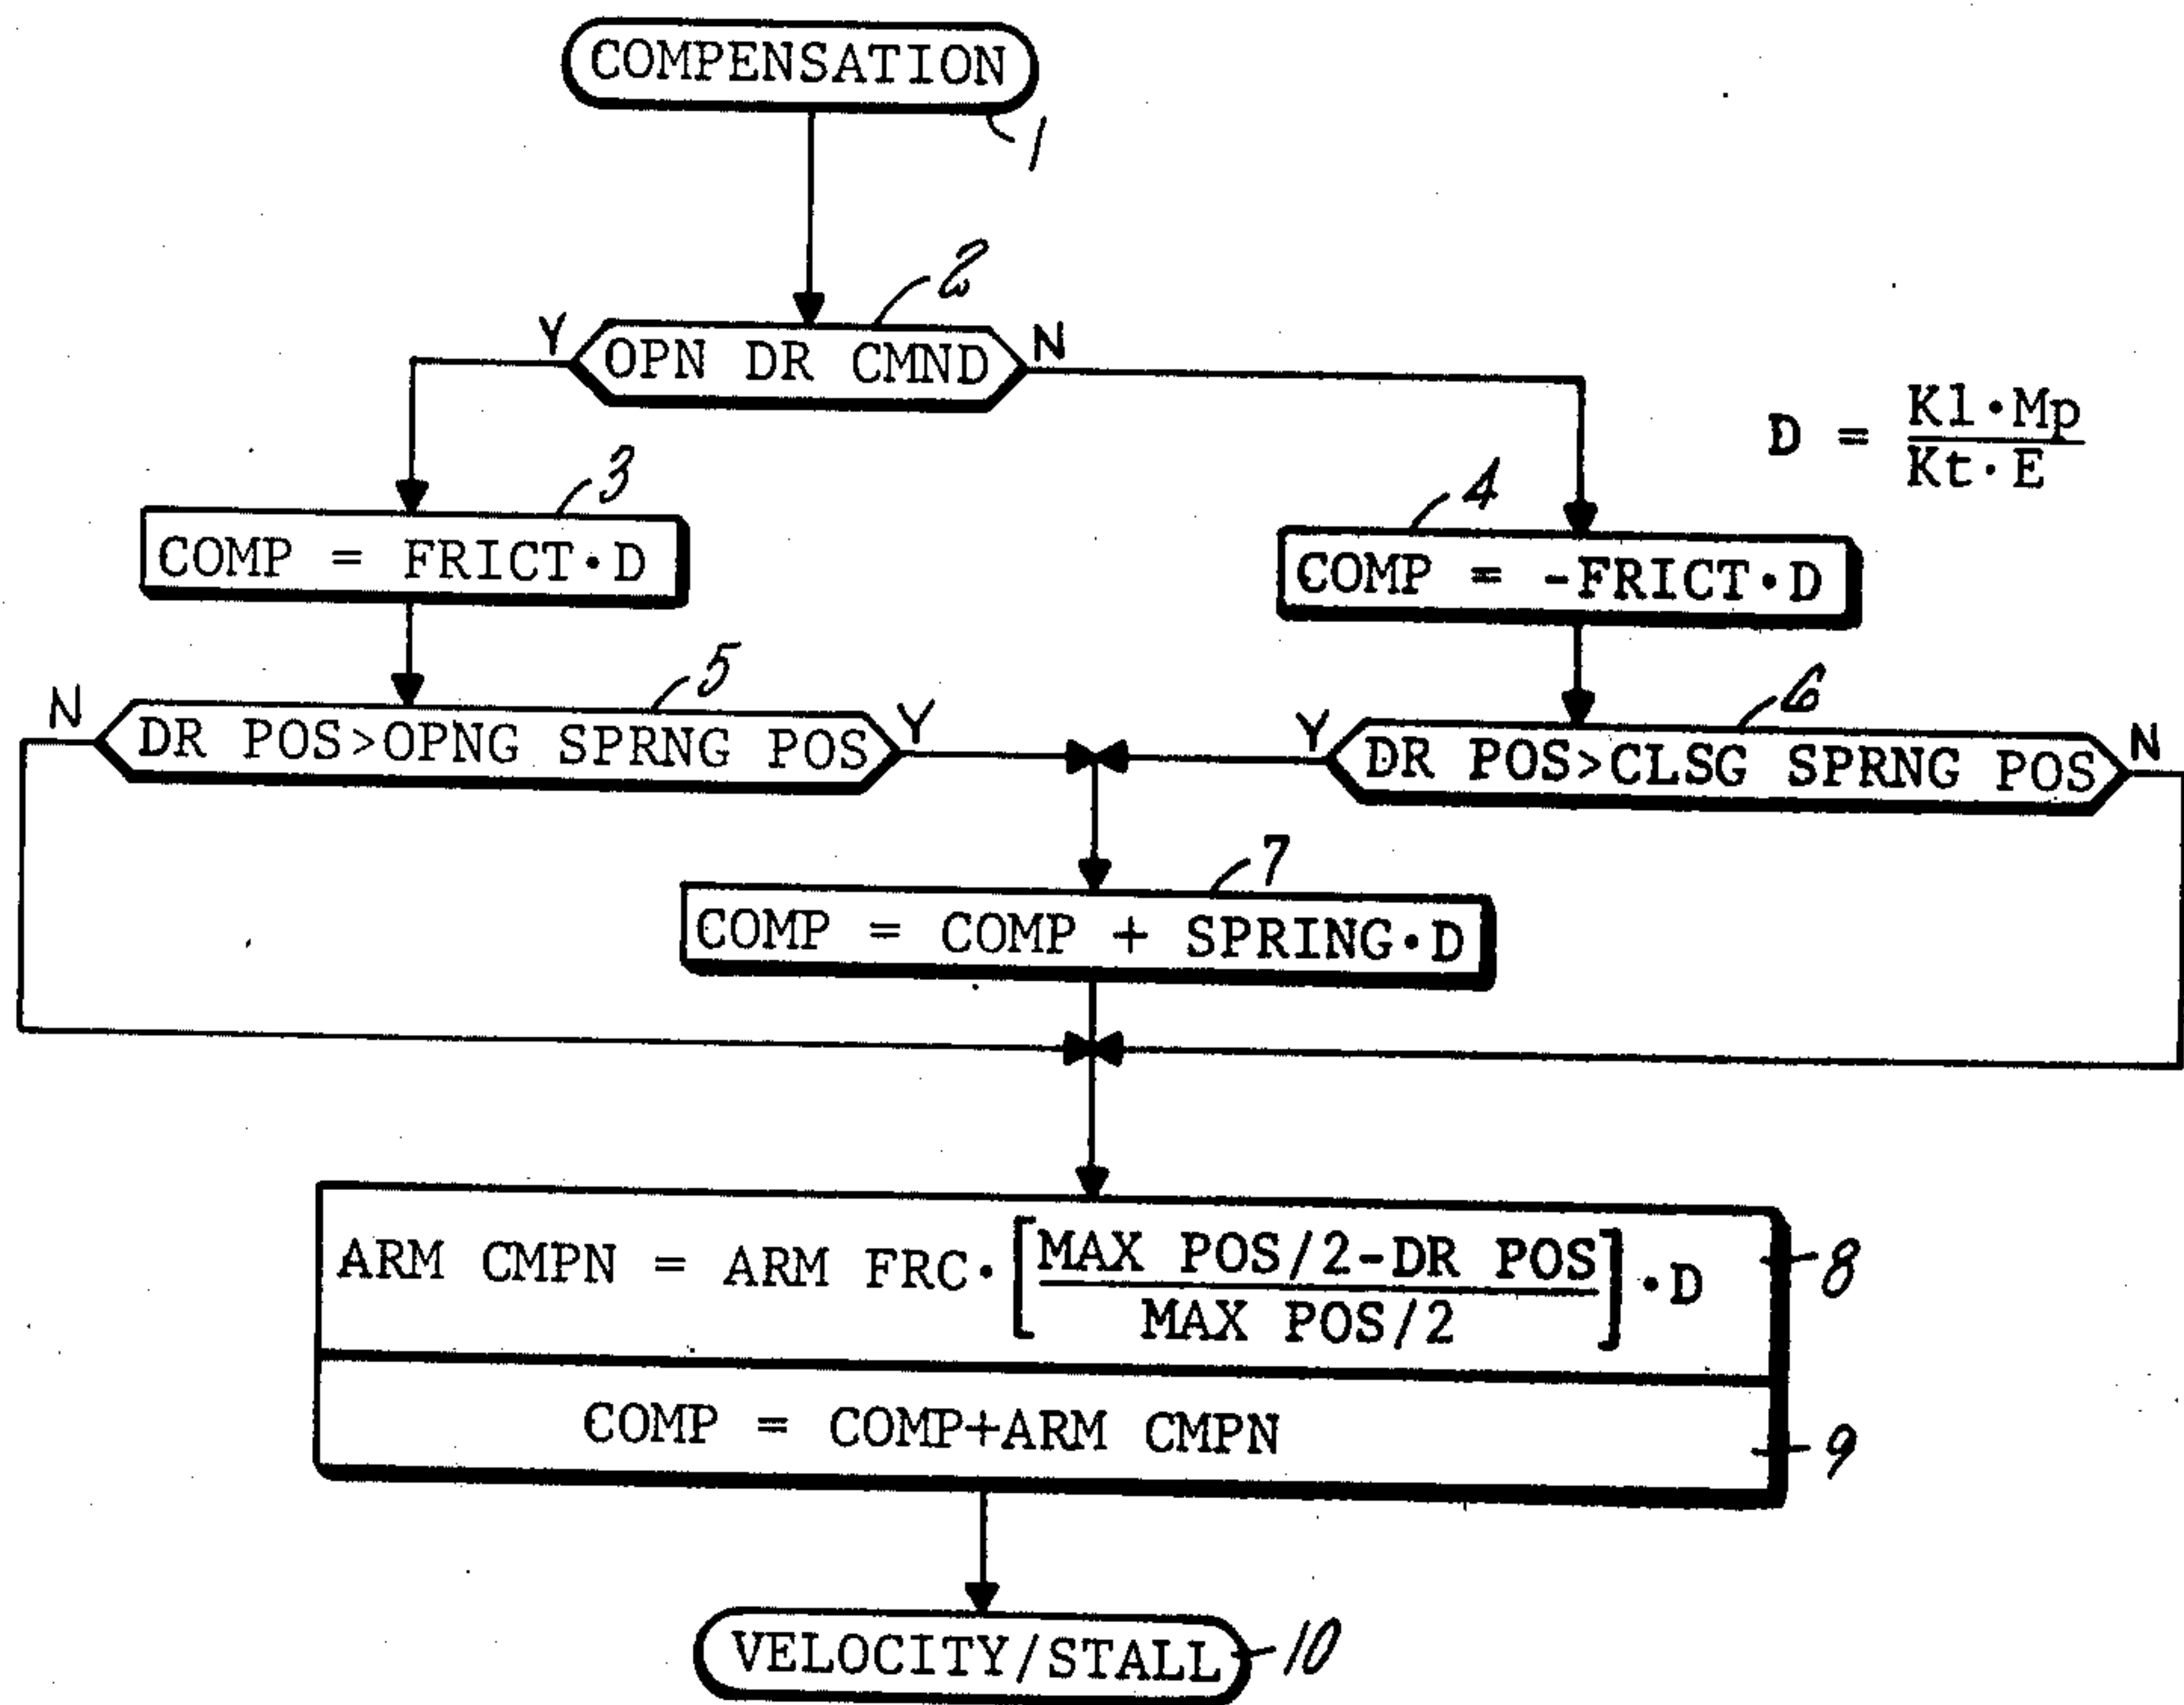 COMPENSATION
1
2
Y
OPN DR CMND
N
D = Kl·Mp
Kt·E
3
COMP = FRICT·D
4
COMP = -FRICT·D
5
N
DR POS>OPNG SPRNG POS
Y
6
Y
DR POS>CLSG SPRNG POS
N
7
COMP = COMP + SPRING·D
ARM CMPN = ARM FRC·[MAX POS/2-DR POS
MAX POS/2]·D
8
COMP = COMP+ARM CMPN
9
VELOCITY/STALL
10